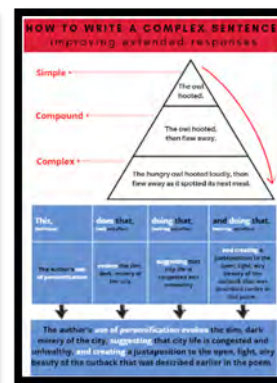 HOW TO WRITE A COMPLEX SENTENCE
improving extended responses
Simple
Compound
Complex
The owl
hooted.
The owl hooted,
then flew away.
The hungry owl hooted loudly, then
flew away as it spotted its next meal.
This,
does that,
doing that,
and doing that.
The author's use
of personification
evokes the dim,
dark, misery of
the city,
suggesting that
city life is
congested and
unhealthy,
and creating a
juxtaposition to the
open, light, airy
beauty of the
outback that was
described earlier in
the poem.
The author's use of personification evokes the dim, dark
misery of the city, suggesting that city life is congested and
unhealthy, and creating a juxtaposition to the open, light, airy
beauty of the outback that was described earlier in the poem.